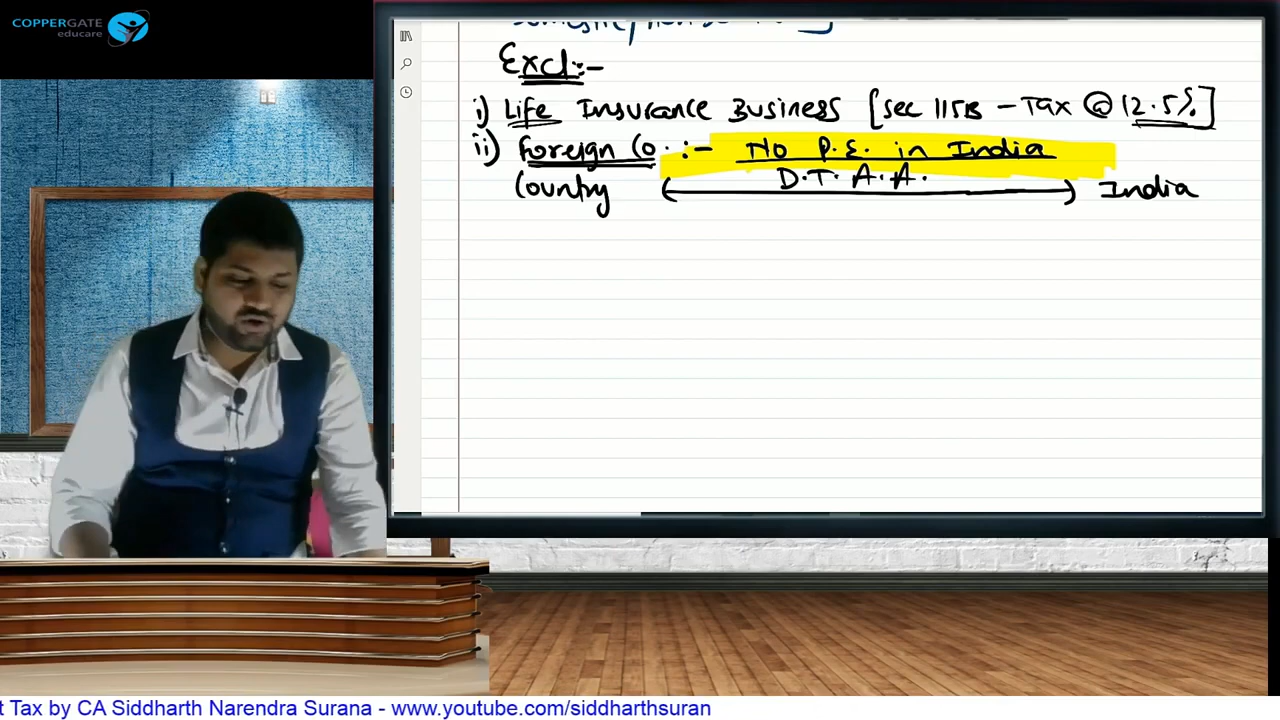 COPPERGATE
educare
Excl:-
i) Life Insurance Business [Sec 115B - Tax @ 12.5%]
ii) Foreign Co. :- No P.E. in India
Country D.T.A.A. India
t Tax by CA Siddharth Narendra Surana - www.youtube.com/siddharthsuran